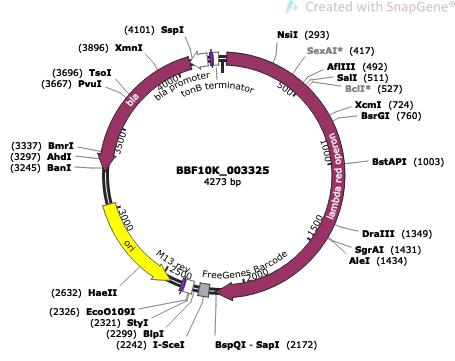 Created with SnapGene®
(4101) SspI
(3896) XmnI
(3696) TsoI
(3667) PvuI
(3337) BmrI
(3297) AhdI
(3245) BanI
(2632) HaeII
(2326) EcoO109I
(2321) StyI
(2299) BlpI
(2242) I-SceI
NsiI (293)
SexAI* (417)
AflIII (492)
SalI (511)
BclI* (527)
XcmI (724)
BsrGI (760)
BstAPI (1003)
DraIII (1349)
SgrAI (1431)
AleI (1434)
BspQI - SapI (2172)
bla promoter
tonB terminator
bla
lambda red operon
ori
M13 rev
FreeGenes Barcode
500
1000
1500
2000
2500
3000
3500
4000
BBF10K_003325
4273 bp